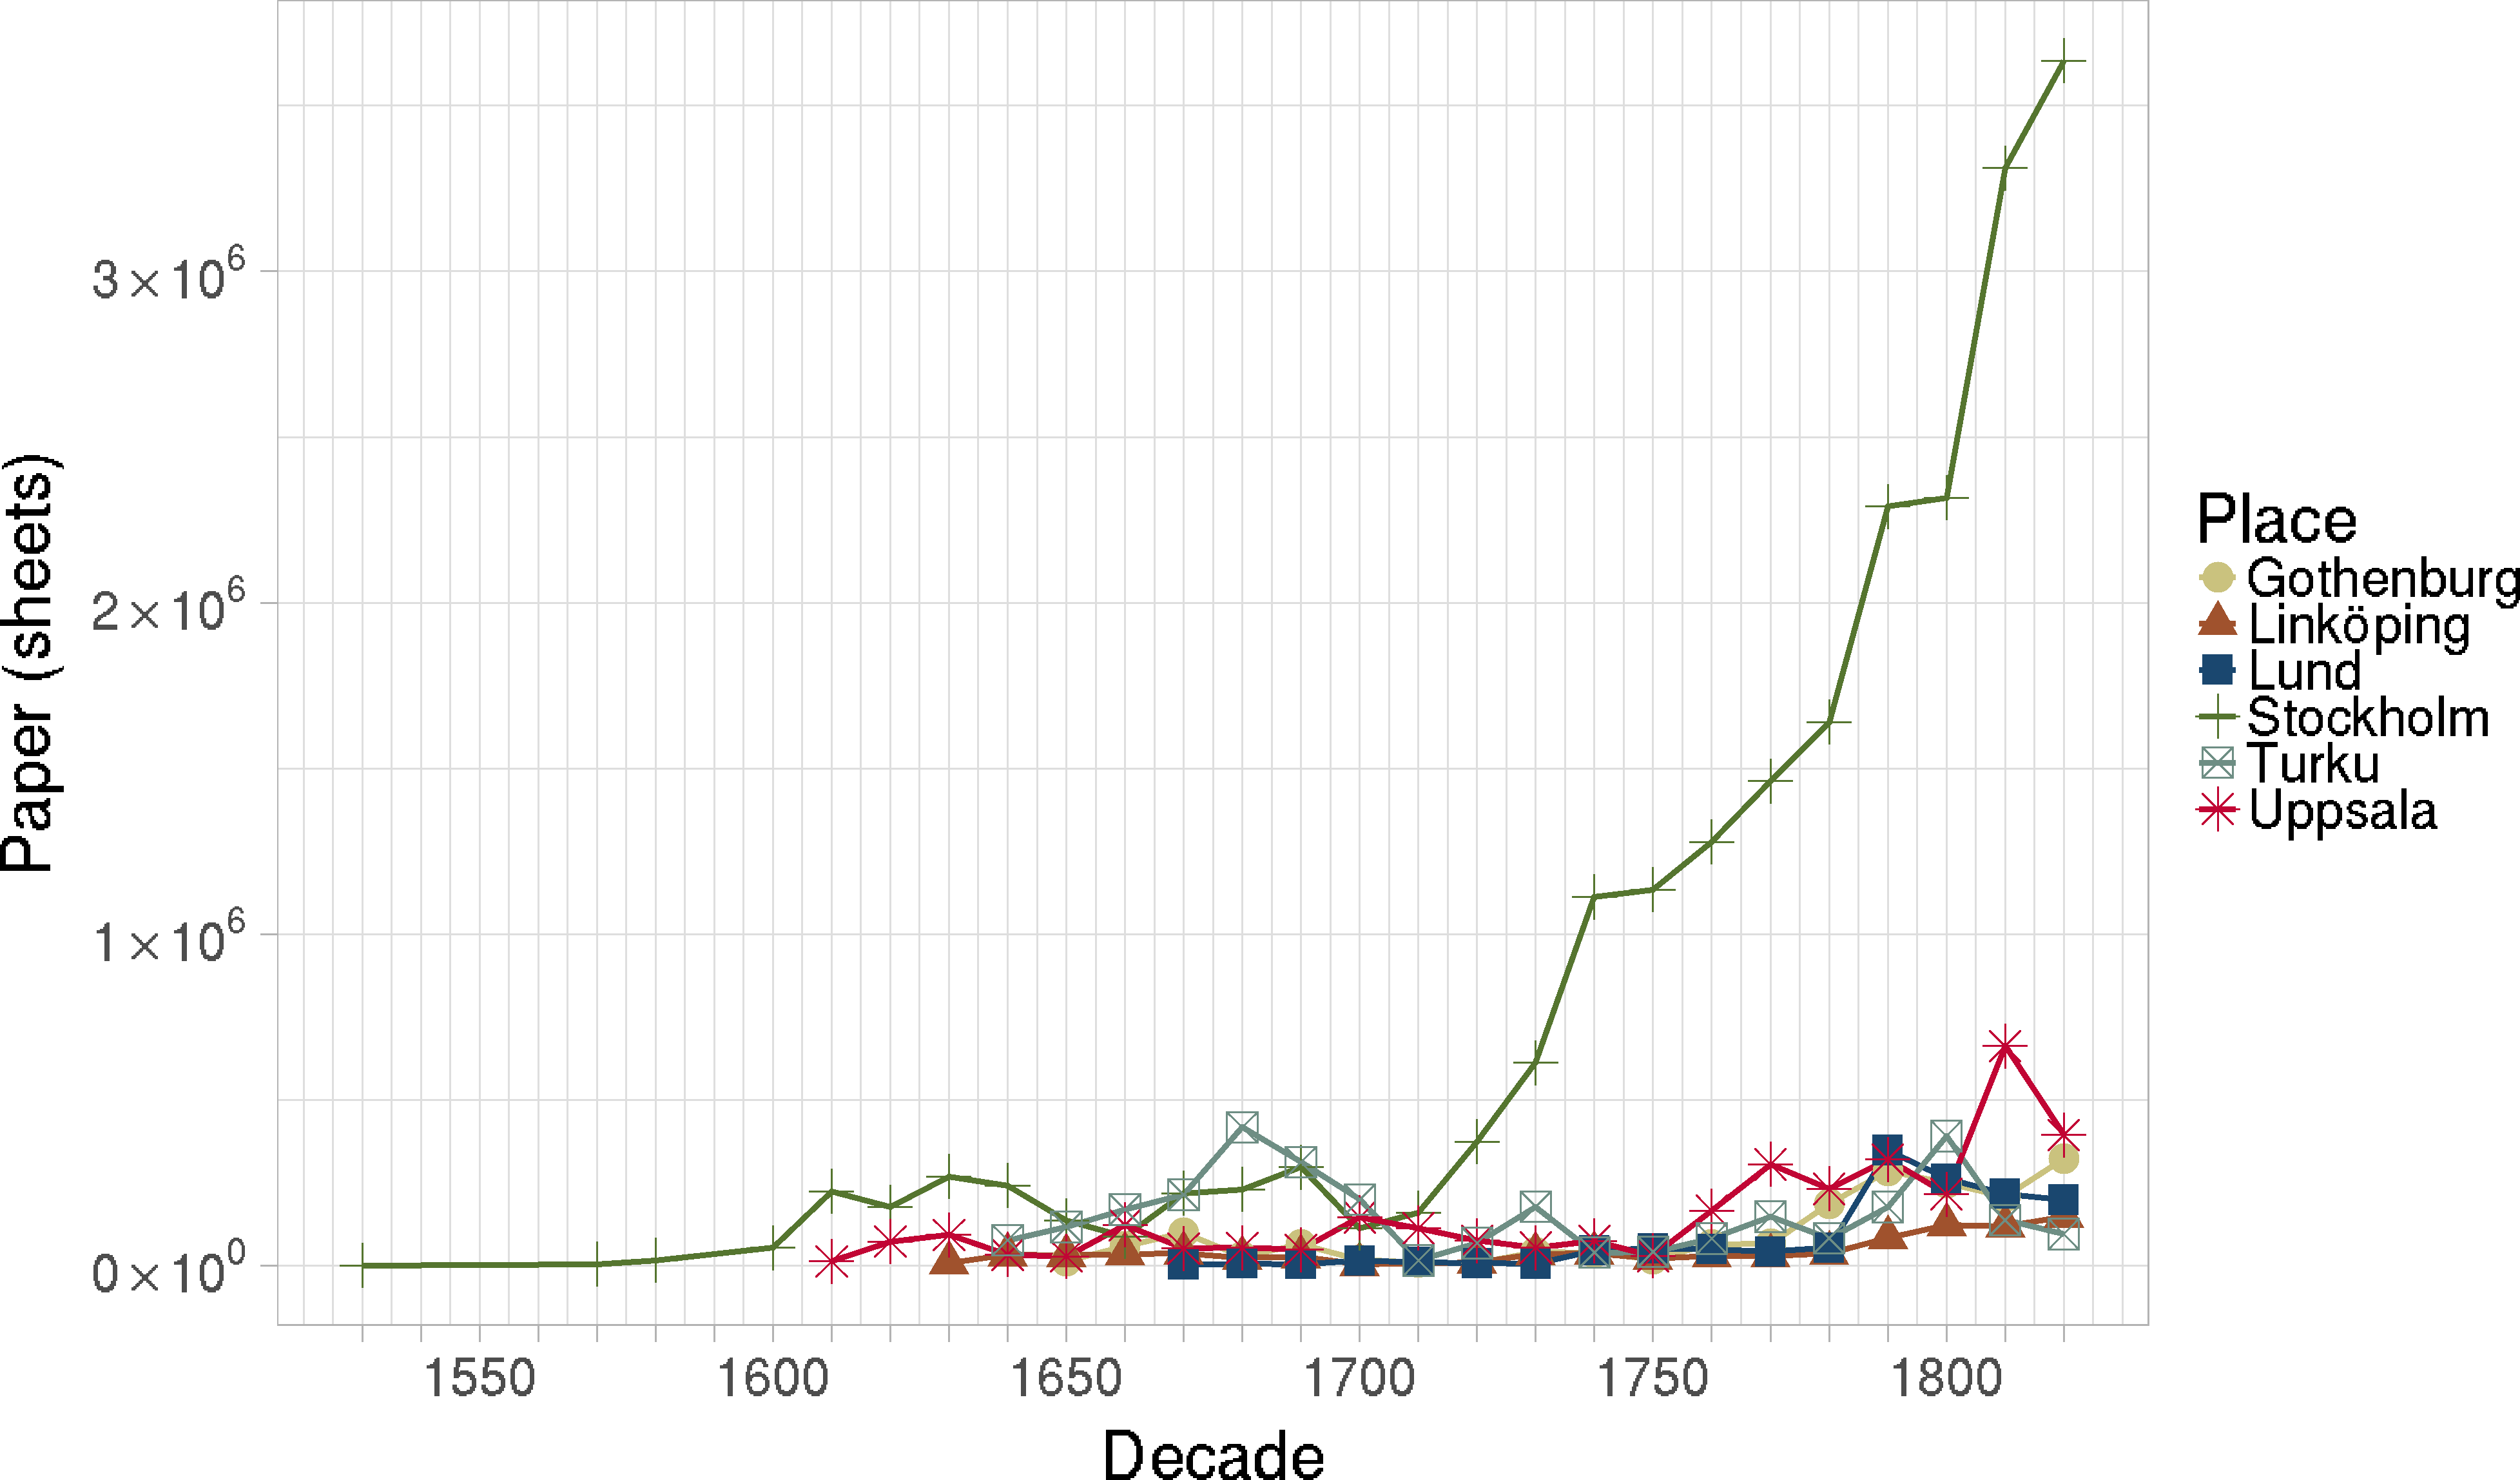 Paper (sheets)
3×10⁶
2×10⁶
1×10⁶
0×10⁰
1550 1600 1650 1700 1750 1800
Decade
Place
Gothenburg
Linköping
Lund
Stockholm
Turku
Uppsala